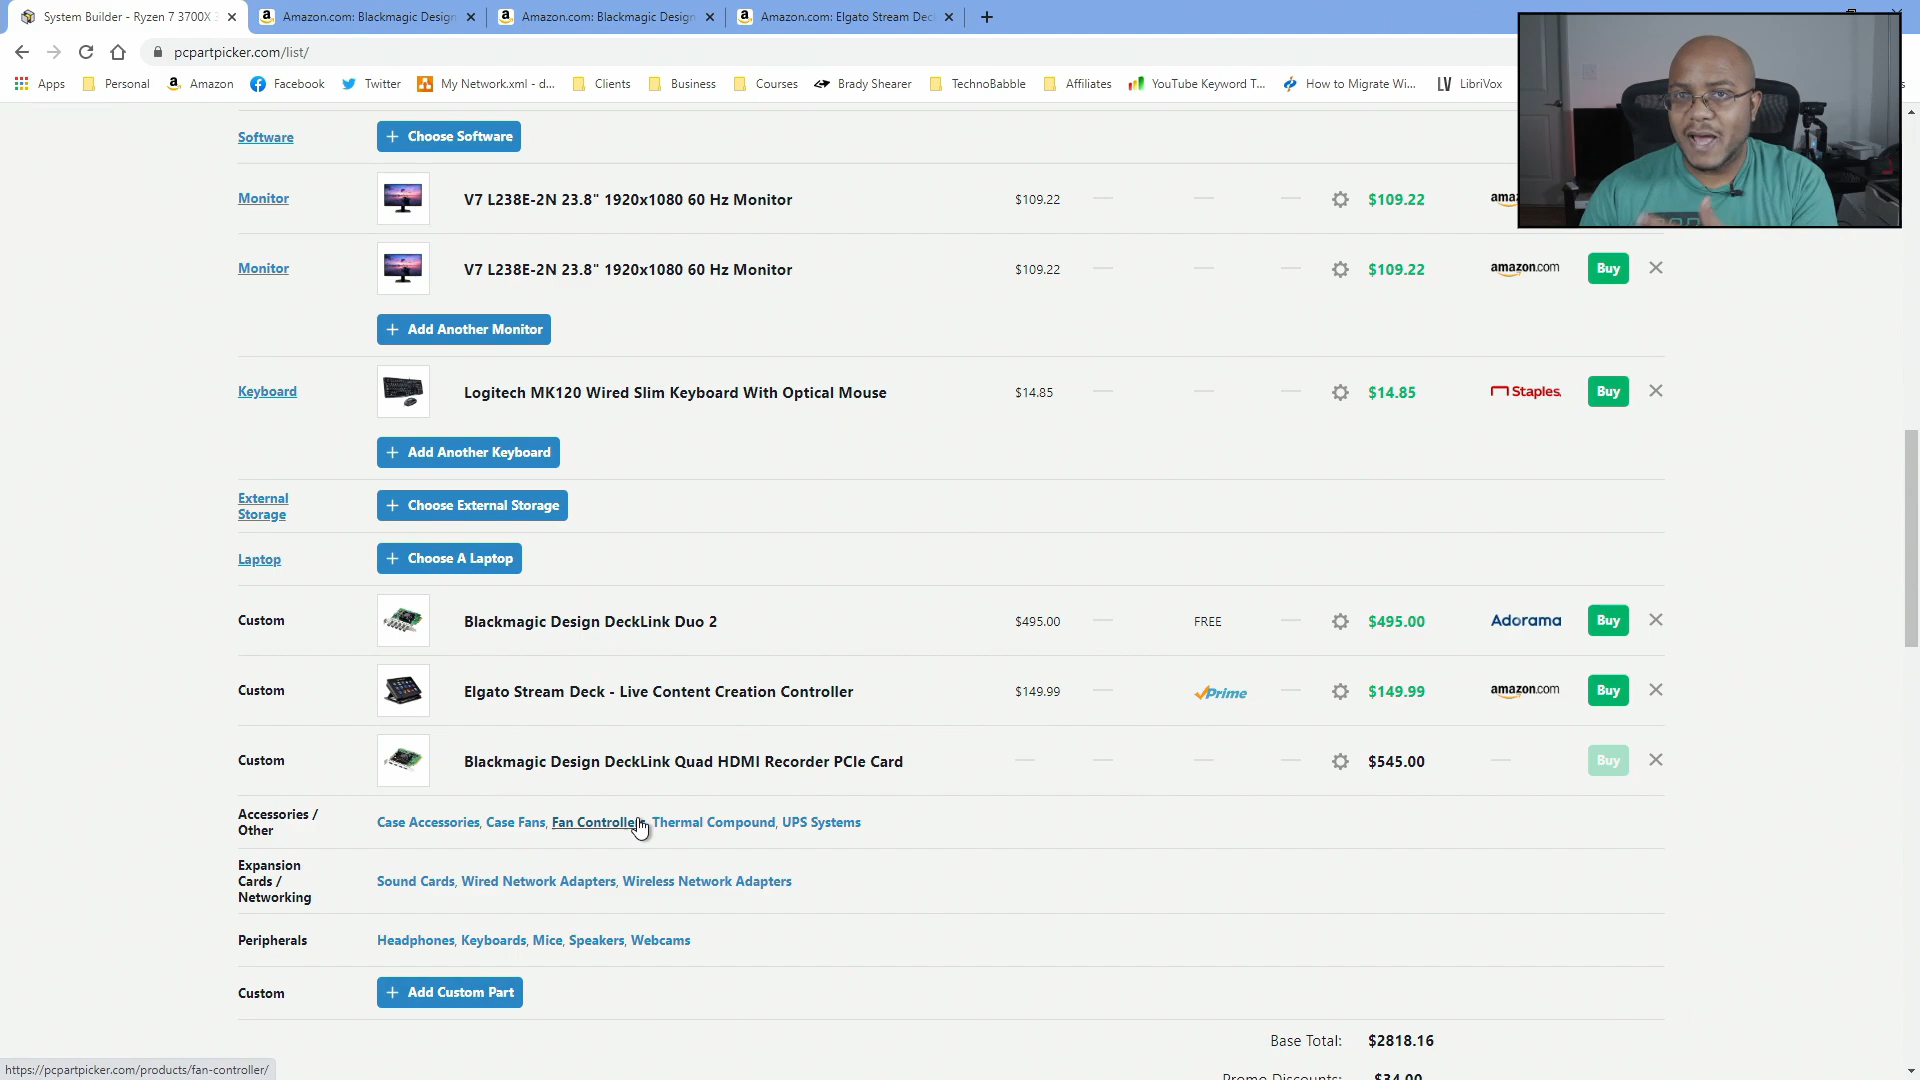 System Builder - Ryzen 7 3700X
Amazon.com: Blackmagic Design
Amazon.com: Blackmagic Design
Amazon.com: Elgato Stream Dec
pcpartpicker.com/list/
Apps
Personal
Amazon
Facebook
Twitter
My Network.xml - d...
Clients
Business
Courses
Brady Shearer
TechnoBabble
Affiliates
YouTube Keyword T...
How to Migrate Wi...
LibriVox
Software
+ Choose Software
Monitor V7 L238E-2N 23.8" 1920x1080 60 Hz Monitor $109.22 $109.22
Monitor V7 L238E-2N 23.8" 1920x1080 60 Hz Monitor $109.22 $109.22 amazon.com Buy
+ Add Another Monitor
Keyboard Logitech MK120 Wired Slim Keyboard With Optical Mouse $14.85 $14.85 Staples. Buy
+ Add Another Keyboard
External
Storage
+ Choose External Storage
Laptop
+ Choose A Laptop
Custom Blackmagic Design DeckLink Duo 2 $495.00 FREE $495.00 Adorama Buy
Custom Elgato Stream Deck - Live Content Creation Controller $149.99 Prime $149.99 amazon.com Buy
Custom Blackmagic Design DeckLink Quad HDMI Recorder PCIe Card $545.00 Buy
Accessories /
Other
Case Accessories, Case Fans, Fan Controller Thermal Compound, UPS Systems
Expansion
Cards /
Networking
Sound Cards, Wired Network Adapters, Wireless Network Adapters
Peripherals
Headphones, Keyboards, Mice, Speakers, Webcams
Custom
+ Add Custom Part
Base Total: $2818.16
Promo Discounts: -$34.00
https://pcpartpicker.com/products/fan-controller/